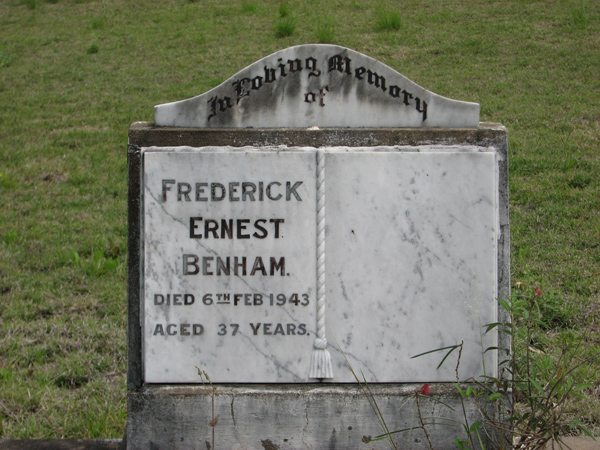 In Loving Memory
of
FREDERICK
ERNEST
BENHAM.
DIED 6TH FEB 1943
AGED 37 YEARS.